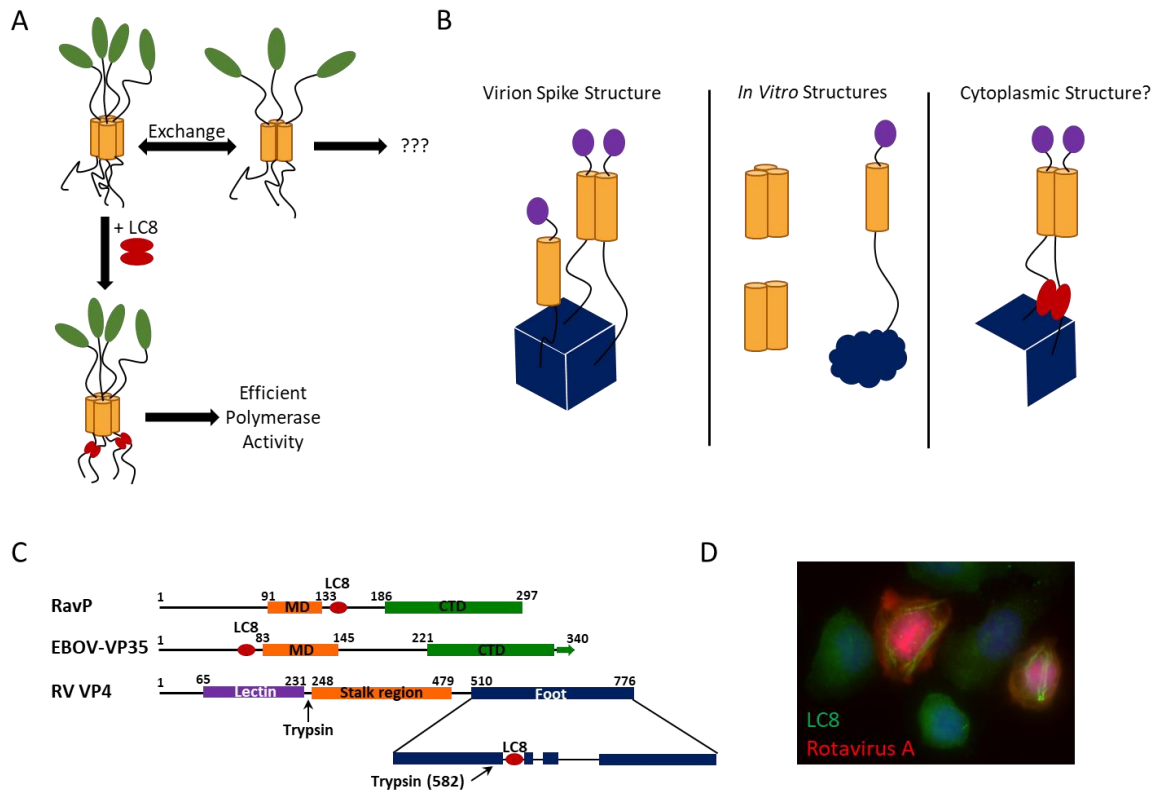 A
Exchange
???
+ LC8
Efficient
Polymerase
Activity
B
Virion Spike Structure
In Vitro Structures
Cytoplasmic Structure?
C
RavP
1
91
MD
133
LC8
186
CTD
297
EBOV-VP35
1
LC8
83
MD
145
221
CTD
340
RV VP4
1
65
Lectin
231
248
Stalk region
479
510
Foot
776
Trypsin
LC8
Trypsin (582)
D
LC8
Rotavirus A